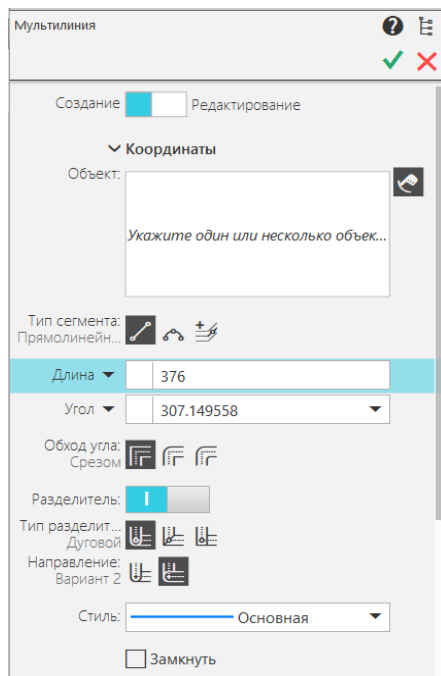 Мультилиния
Создание Редактирование
Координаты
Объект:
Укажите один или несколько объек...
Тип сегмента:
Прямолинейн...
Длина 376
Угол 307.149558
Обход угла:
Срезом
Разделитель:
Тип разделит...
Дуговой
Направление:
Вариант 2
Стиль: Основная
Замкнуть